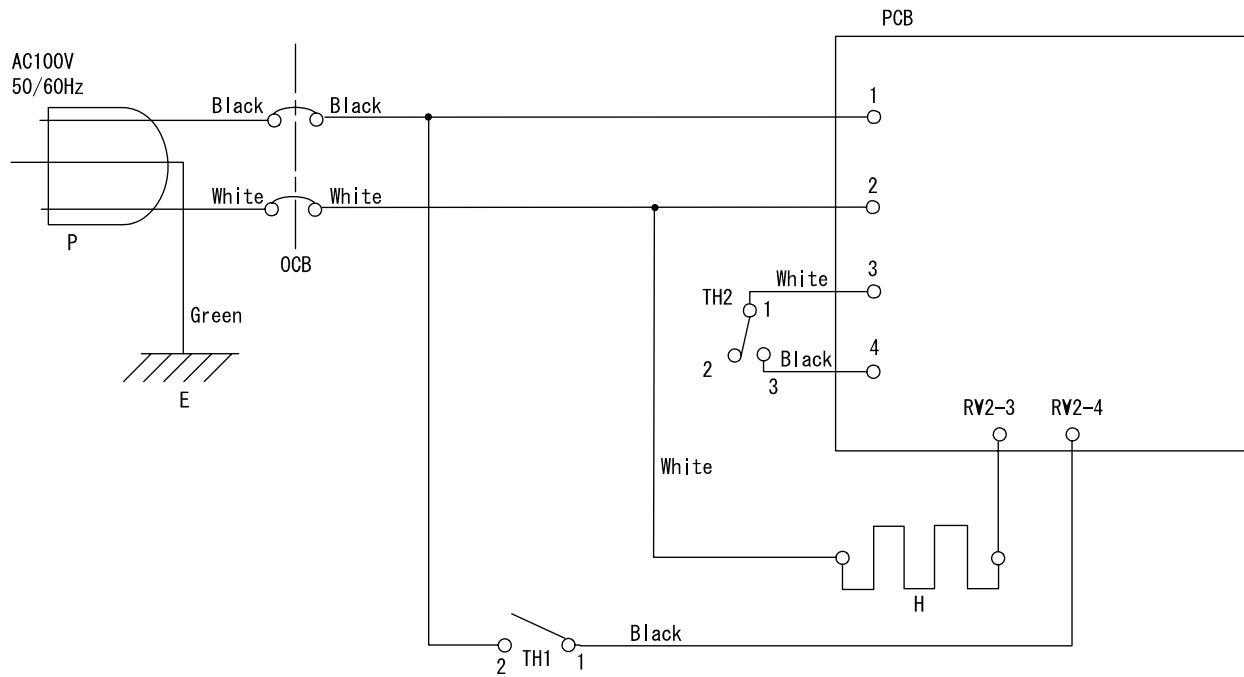 PCB
AC100V
50/60Hz
Black
Black
1
2
White
White
P
OCB
3
White
TH2
1
Green
4
2
Black
3
E
RY2-3
RY2-4
White
H
Black
2
TH1
1